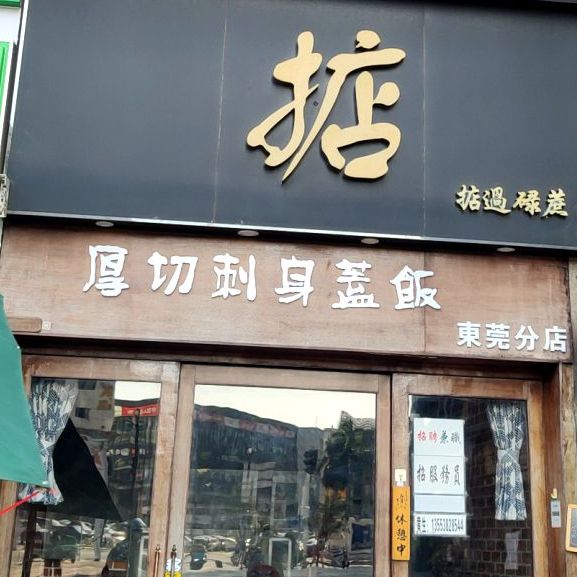 掂
掂過碌蔗
厚切刺身蓋飯
東莞分店
招聘兼職
招服務員
休憩中